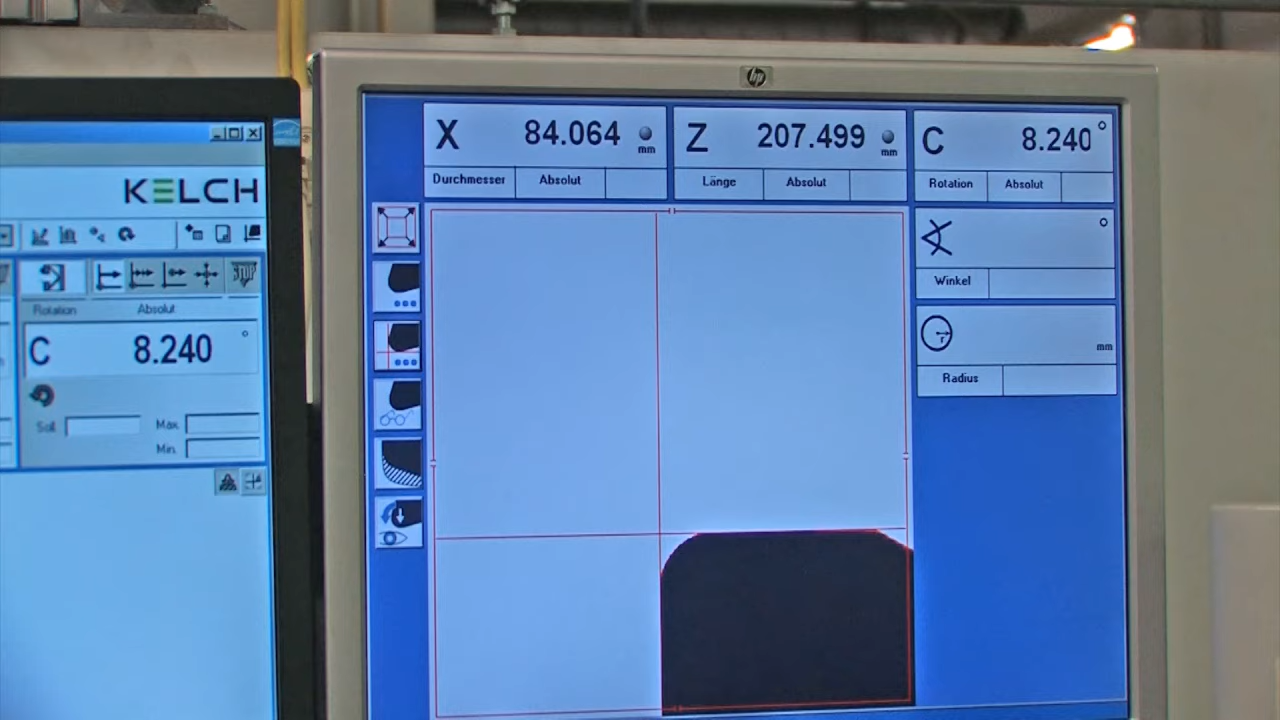 KELCH
Rotation Absolut
C 8.240 °
Soll Max.
Min.
hp
X 84.064 mm
Durchmesser Absolut
Z 207.499 mm
Länge Absolut
C 8.240 °
Rotation Absolut
°
Winkel
r
mm
Radius